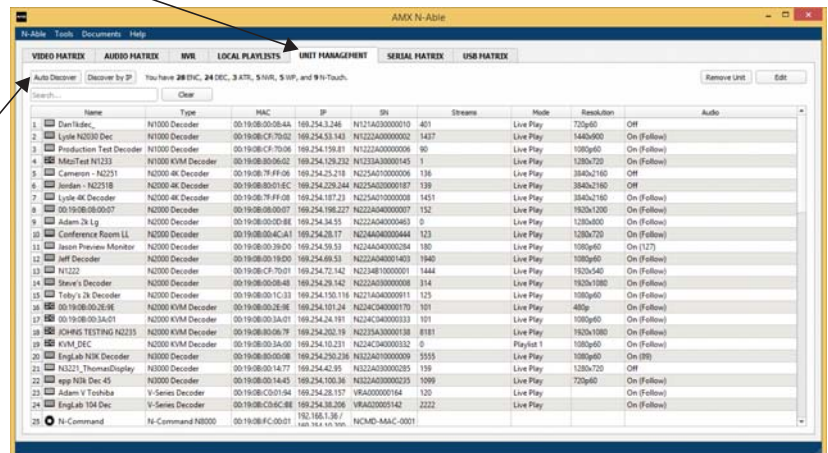 AMX N-Able
N-Able Tools Documents Help
VIDEO MATRIX AUDIO MATRIX NVR LOCAL PLAYLISTS UNIT MANAGEMENT SERIAL MATRIX USB MATRIX
Auto Discover Discover by IP You have 28 ENC, 24 DEC, 3 ATR, 5 NVR, 5 WP, and 9 N-Touch. Remove Unit Edit
Search... Clear
Name Type MAC IP SN Streams Mode Resolution Audio
1 Dan1kdec_ N1000 Decoder 00:19:0B:00:0B:4A 169.254.3.246 N121A030000010 401 Live Play 720p60 Off
2 Lysle N2030 Dec N1000 Decoder 00:19:0B:CF:70:02 169.254.53.143 N1222A00000002 1437 Live Play 1440x900 On (Follow)
3 Production Test Decoder N1000 Decoder 00:19:0B:CF:70:06 169.254.159.81 N1222A00000006 90 Live Play 1080p60 On (Follow)
4 MitziTest N1233 N1000 KVM Decoder 00:19:0B:80:06:02 169.254.129.232 N1233A30000145 1 Live Play 1280x720 On (Follow)
5 Cameron - N2251 N2000 4K Decoder 00:19:0B:7F:FF:06 169.254.25.218 N225A010000006 136 Live Play 3840x2160 Off
6 Jordan - N2251B N2000 4K Decoder 00:19:0B:80:01:EC 169.254.229.244 N225A020000187 139 Live Play 3840x2160 Off
7 Lysle 4K Decoder N2000 4K Decoder 00:19:0B:7F:FF:08 169.254.187.23 N225A010000008 1451 Live Play 3840x2160 On (Follow)
8 00:19:0B:08:00:07 N2000 Decoder 00:19:0B:08:00:07 169.254.198.227 N222A040000007 152 Live Play 1920x1200 On (Follow)
9 Adam 2k Lg N2000 Decoder 00:19:0B:00:0D:BE 169.254.34.55 N222A040000463 0 Live Play 1280x800 On (Follow)
10 Conference Room LL N2000 Decoder 00:19:0B:00:4C:A1 169.254.28.17 N224A040000444 123 Live Play 1280x720 On (Follow)
11 Jason Preview Monitor N2000 Decoder 00:19:0B:00:39:D0 169.254.59.53 N224A040000284 180 Live Play 1080p60 On (127)
12 Jeff Decoder N2000 Decoder 00:19:0B:00:19:D0 169.254.69.53 N222A040001403 1940 Live Play 1080p60 On (Follow)
13 N1222 N2000 Decoder 00:19:0B:CF:70:01 169.254.72.142 N2234B10000001 1444 Live Play 1920x540 On (Follow)
14 Steve's Decoder N2000 Decoder 00:19:0B:00:08:48 169.254.29.142 N222A030000008 314 Live Play 1920x1080 On (Follow)
15 Toby's 2k Decoder N2000 Decoder 00:19:0B:00:1C:33 169.254.150.116 N221A040000911 125 Live Play 1080p60 On (Follow)
16 00:19:0B:00:2E:9E N2000 KVM Decoder 00:19:0B:00:2E:9E 169.254.101.24 N224C040000170 101 Live Play 480p On (Follow)
17 00:19:0B:00:3A:01 N2000 KVM Decoder 00:19:0B:00:3A:01 169.254.24.191 N224C040000333 101 Live Play 1080p60 On (Follow)
18 JOHNS TESTING N2235 N2000 KVM Decoder 00:19:0B:80:06:7F 169.254.202.19 N2235A30000138 8181 Live Play 1920x1080 On (Follow)
19 KVM_DEC N2000 KVM Decoder 00:19:0B:00:3A:00 169.254.10.231 N224C040000332 0 Playlist 1 1080p60 On (Follow)
20 EngLab N3K Decoder N3000 Decoder 00:19:0B:80:00:0B 169.254.250.236 N322A010000009 5555 Live Play 1080p60 On (89)
21 N3221_ThomasDisplay N3000 Decoder 00:19:0B:00:14:77 169.254.42.95 N322A030000285 159 Live Play 1280x720 Off
22 epp N3k Dec 45 N3000 Decoder 00:19:0B:00:14:45 169.254.100.36 N322A030000235 1099 Live Play 720p60 On (Follow)
23 Adam V Toshiba V-Series Decoder 00:19:0B:C0:01:94 169.254.28.157 VRA000000164 120 Live Play On (Follow)
24 EngLab 104 Dec V-Series Decoder 00:19:0B:C0:6C:BE 169.254.38.206 VRA020005142 2222 Live Play On (Follow)
25 N-Command N-Command N8000 00:19:0B:FC:00:01 192.168.1.36 / NCMD-MAC-0001